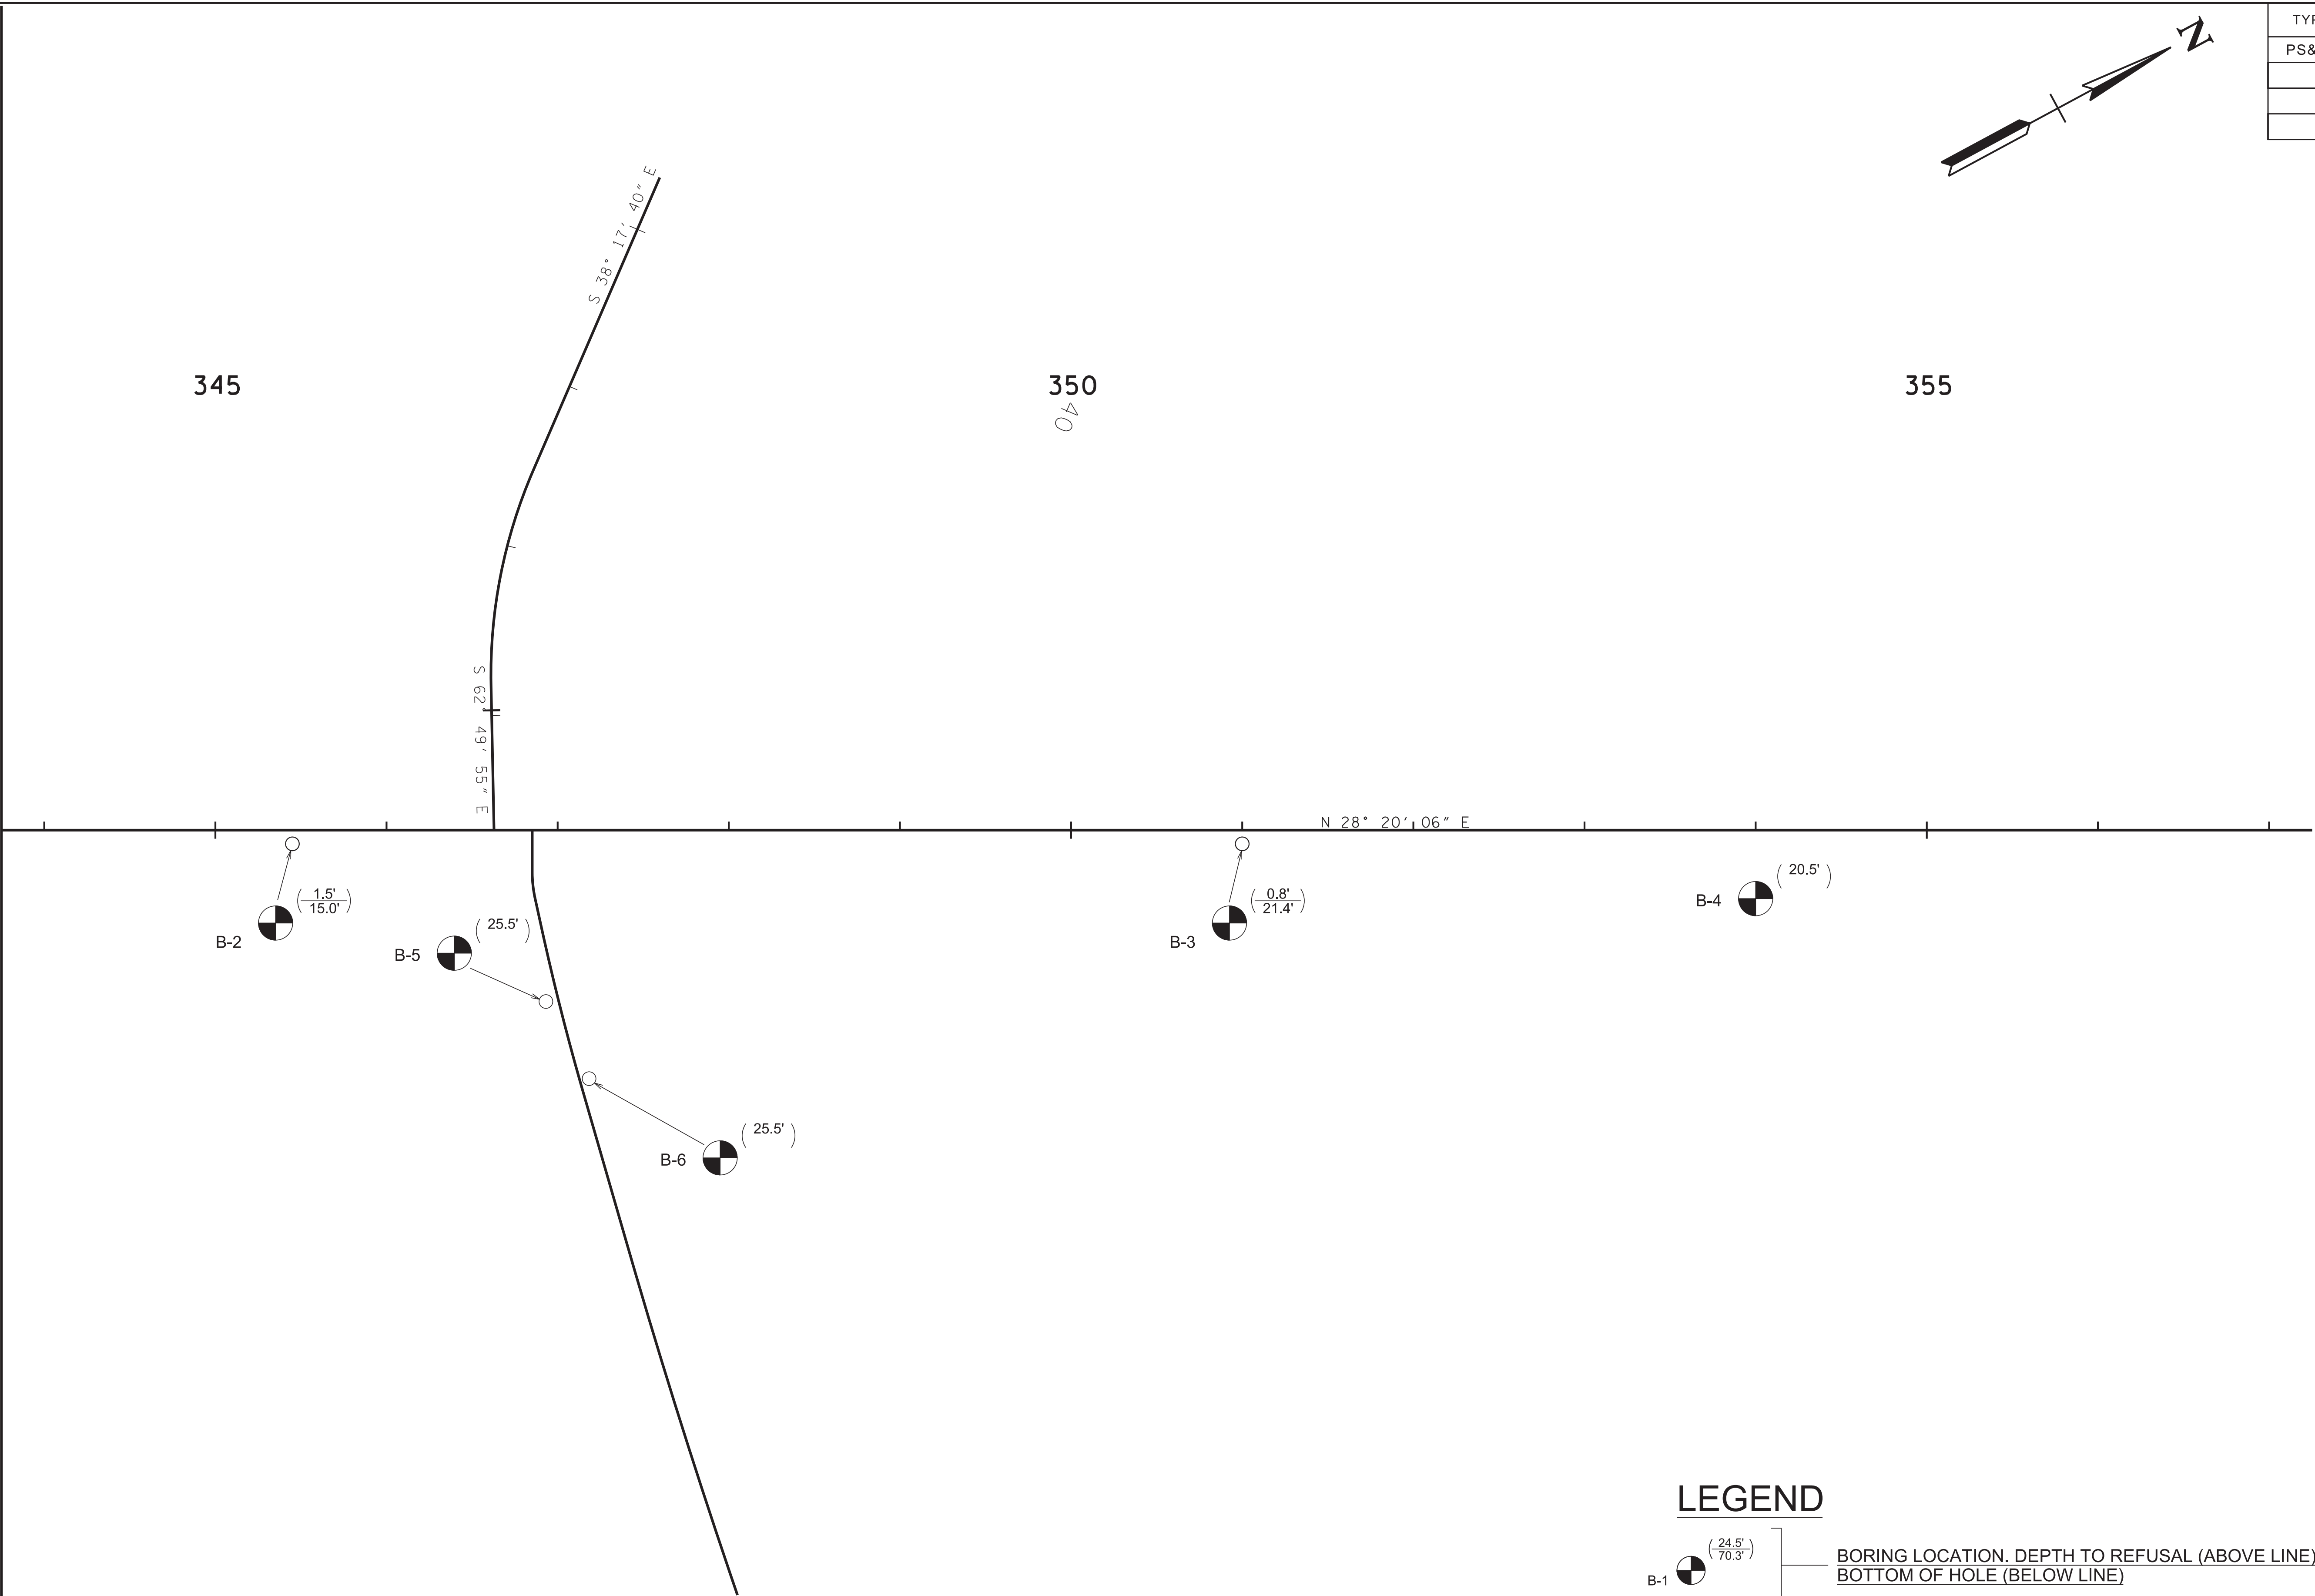 N
TYP
PS&
S 38° 17' 40" E
345
350
355
40
S 62° 49' 55" E
N 28° 20' 06" E
1.5'
15.0'
B-2
25.5'
B-5
0.8'
21.4'
B-3
20.5'
B-4
25.5'
B-6
LEGEND
24.5'
70.3'
B-1
BORING LOCATION. DEPTH TO REFUSAL (ABOVE LINE)
BOTTOM OF HOLE (BELOW LINE)